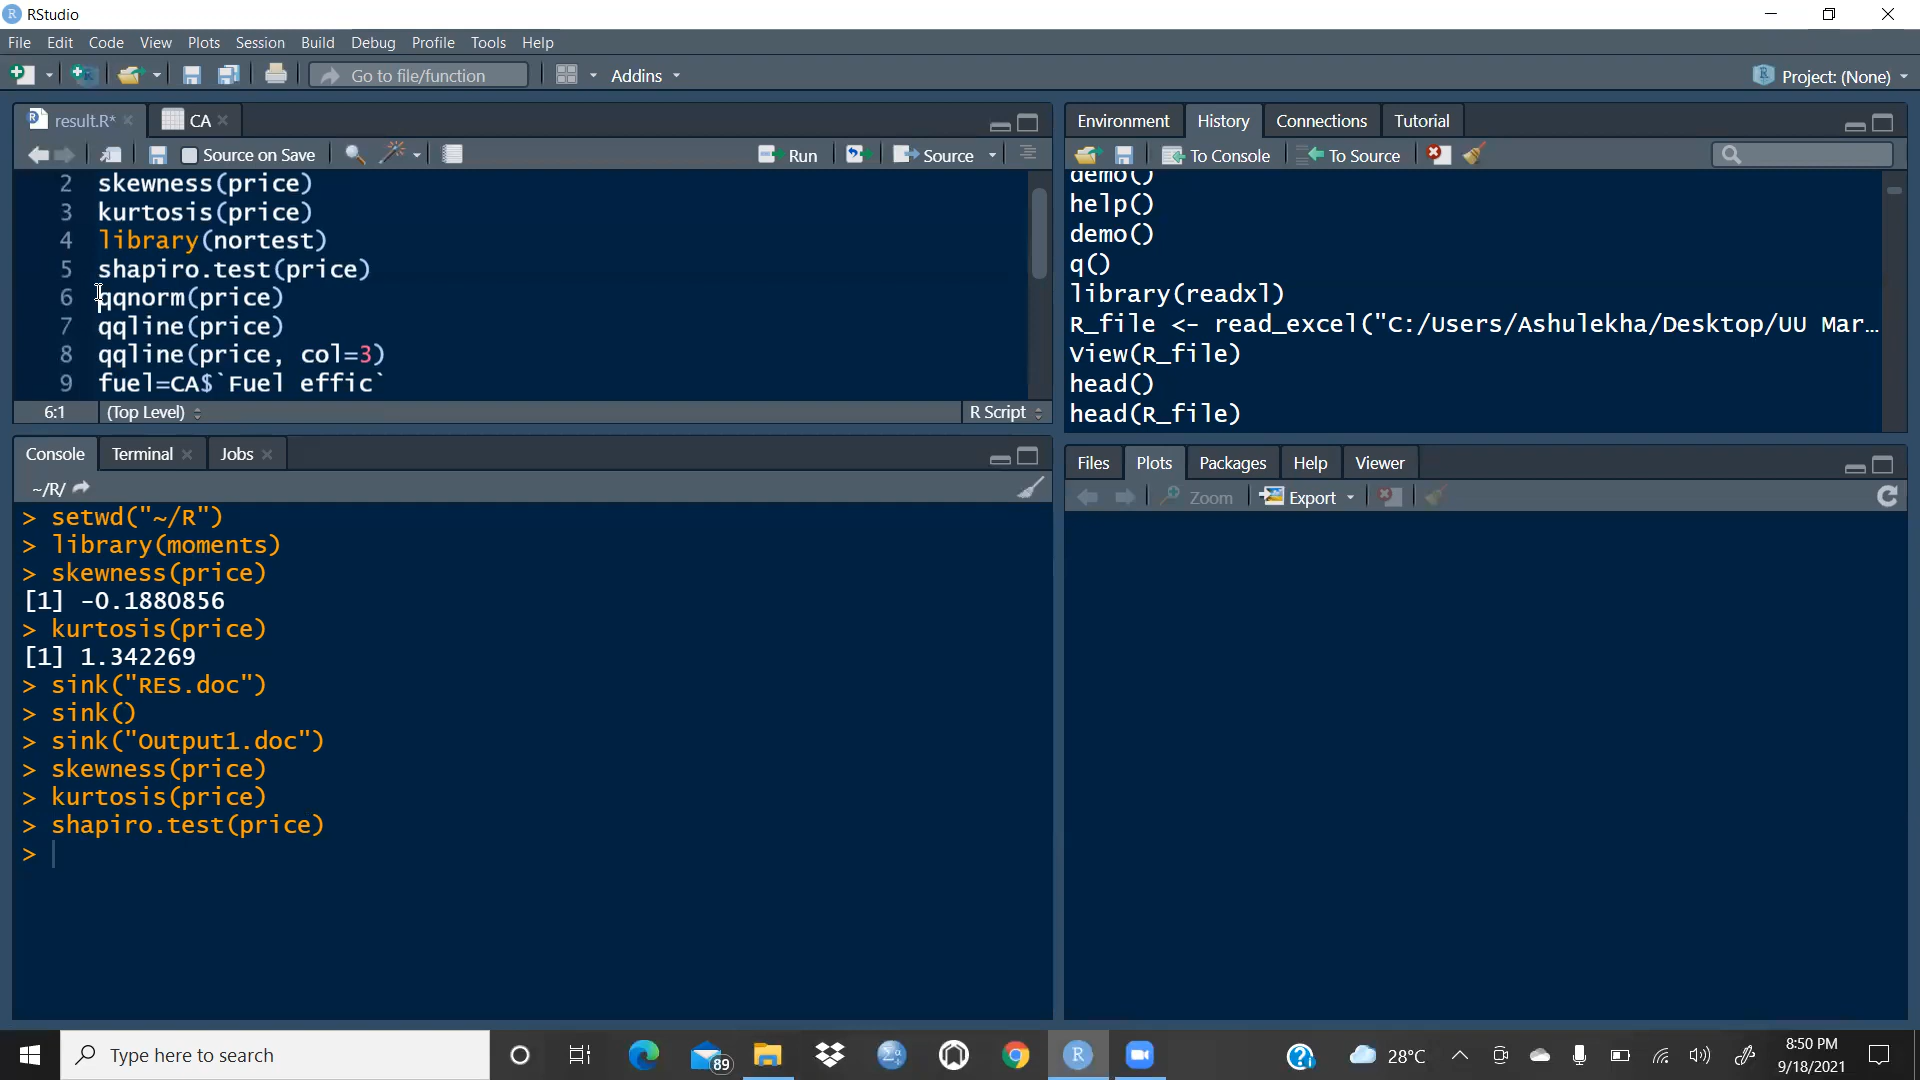 RStudio
File Edit Code View Plots Session Build Debug Profile Tools Help
Go to file/function Addins Project: (None)
result.R* CA
Source on Save Run Source
2 skewness(price)
3 kurtosis(price)
4 library(nortest)
5 shapiro.test(price)
6 qqnorm(price)
7 qqline(price)
8 qqline(price, col=3)
9 fuel=CA$`Fuel effic`
6:1 (Top Level) R Script
Console Terminal Jobs
~/R/
> setwd("~/R")
> library(moments)
> skewness(price)
[1] -0.1880856
> kurtosis(price)
[1] 1.342269
> sink("RES.doc")
> sink()
> sink("Output1.doc")
> skewness(price)
> kurtosis(price)
> shapiro.test(price)
>
Environment History Connections Tutorial
To Console To Source
demo()
help()
demo()
q()
library(readxl)
R_file <- read_excel("C:/Users/Ashulekha/Desktop/UU Mar…
View(R_file)
head()
head(R_file)
Files Plots Packages Help Viewer
Zoom Export
Type here to search
89
28°C
8:50 PM
9/18/2021